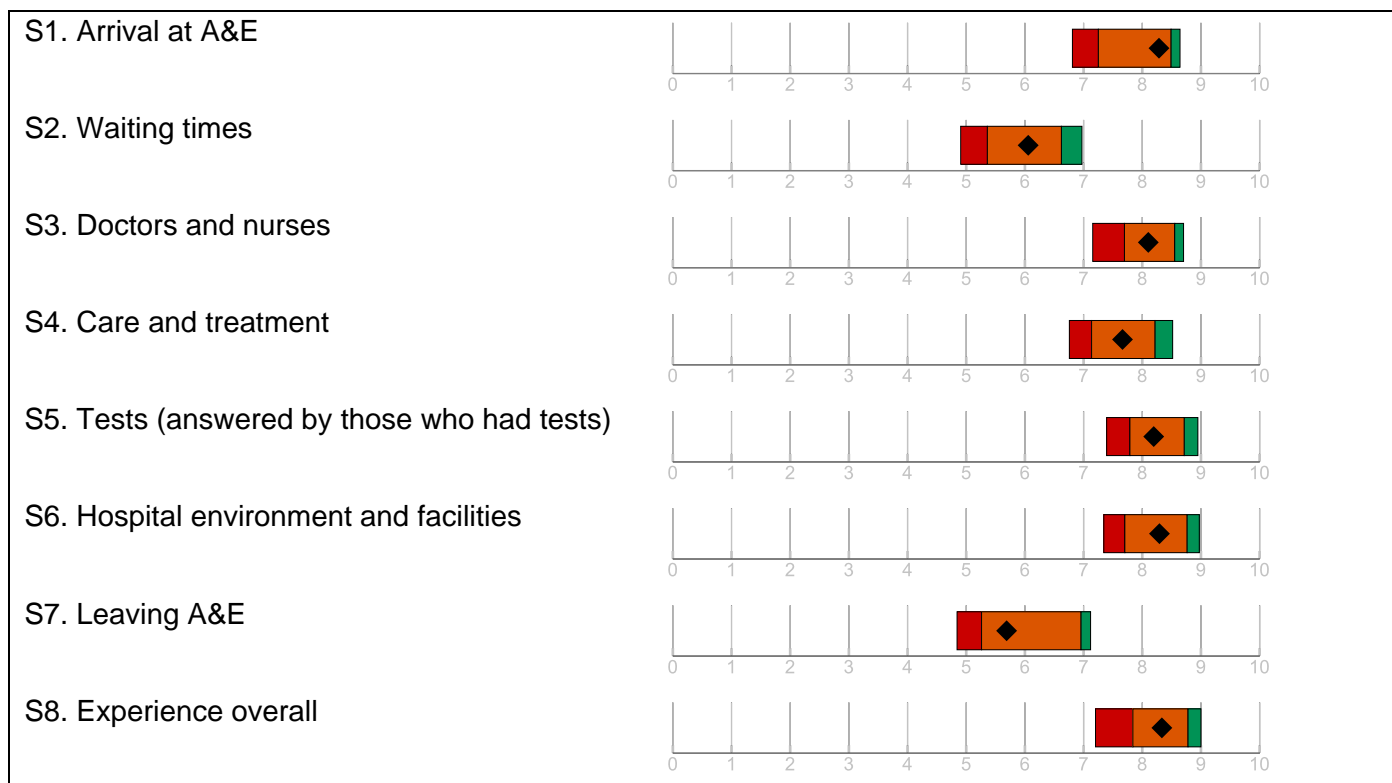 S1. Arrival at A&E
0 1 2 3 4 5 6 7 8 9 10
S2. Waiting times
0 1 2 3 4 5 6 7 8 9 10
S3. Doctors and nurses
0 1 2 3 4 5 6 7 8 9 10
S4. Care and treatment
0 1 2 3 4 5 6 7 8 9 10
S5. Tests (answered by those who had tests)
0 1 2 3 4 5 6 7 8 9 10
S6. Hospital environment and facilities
0 1 2 3 4 5 6 7 8 9 10
S7. Leaving A&E
0 1 2 3 4 5 6 7 8 9 10
S8. Experience overall
0 1 2 3 4 5 6 7 8 9 10